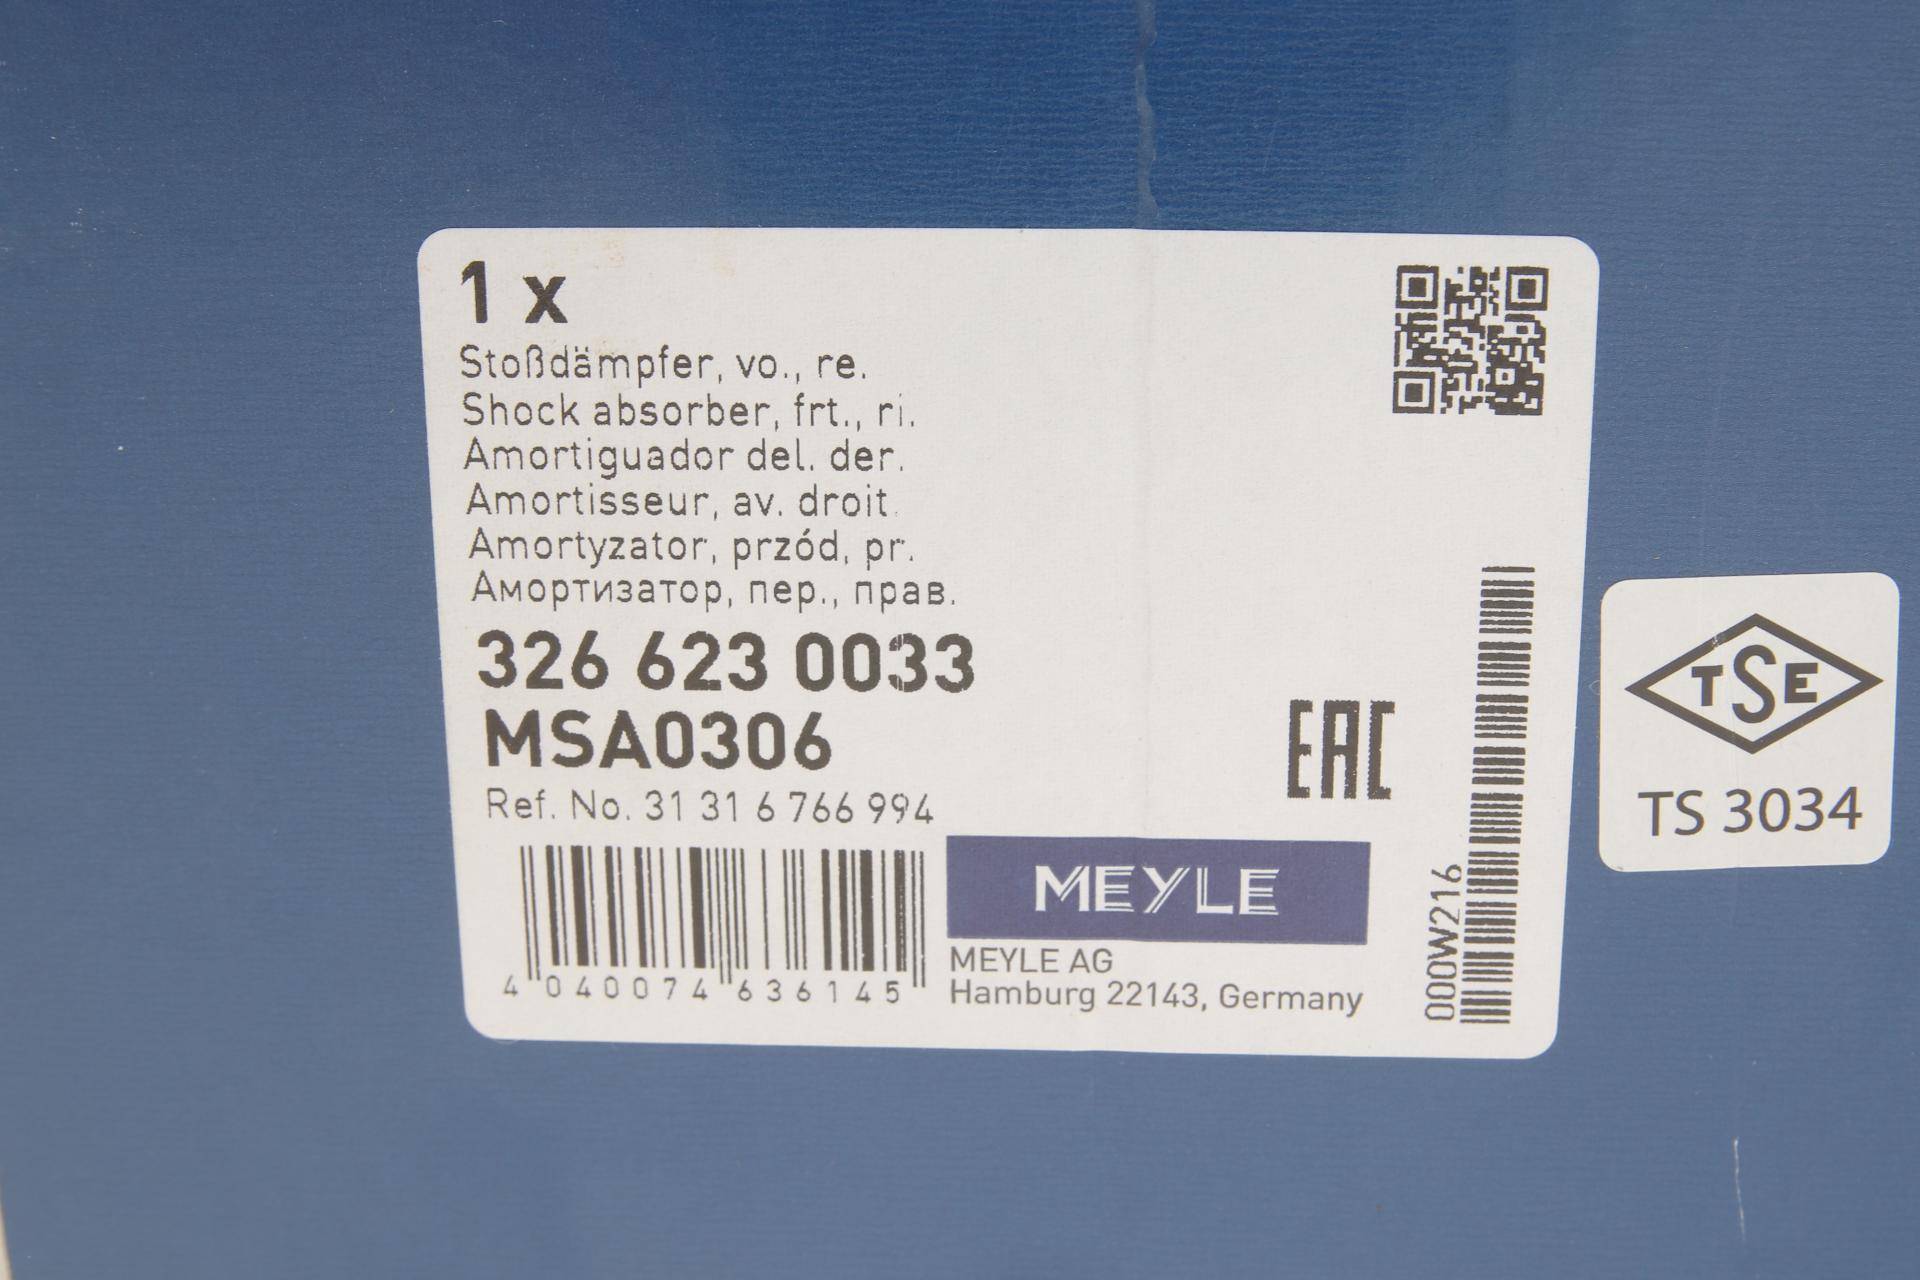 1 x
Stoßdämpfer, vo., re.
Shock absorber, frt., ri.
Amortiguador del. der.
Amortisseur, av. droit.
Amortyzator, przód, pr.
Амортизатор, пер., прав.
326 623 0033
MSA0306
Ref. No. 31 31 6 766 994
EAC
4 040074 636145
MEYLE
MEYLE AG
Hamburg 22143, Germany
000W216
TSE
TS 3034